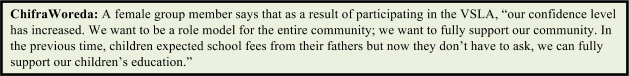 ChifraWoreda: A female group member says that as a result of participating in the VSLA, “our confidence level
has increased. We want to be a role model for the entire community; we want to fully support our community. In
the previous time, children expected school fees from their fathers but now they don’t have to ask, we can fully
support our children’s education.”